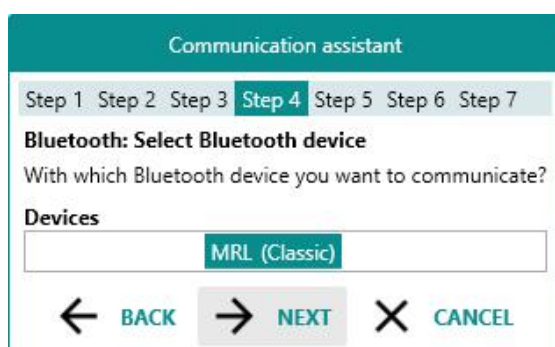 Communication assistant
Step 1 Step 2 Step 3 Step 4 Step 5 Step 6 Step 7
Bluetooth: Select Bluetooth device
With which Bluetooth device you want to communicate?
Devices
MRL (Classic)
BACK NEXT CANCEL